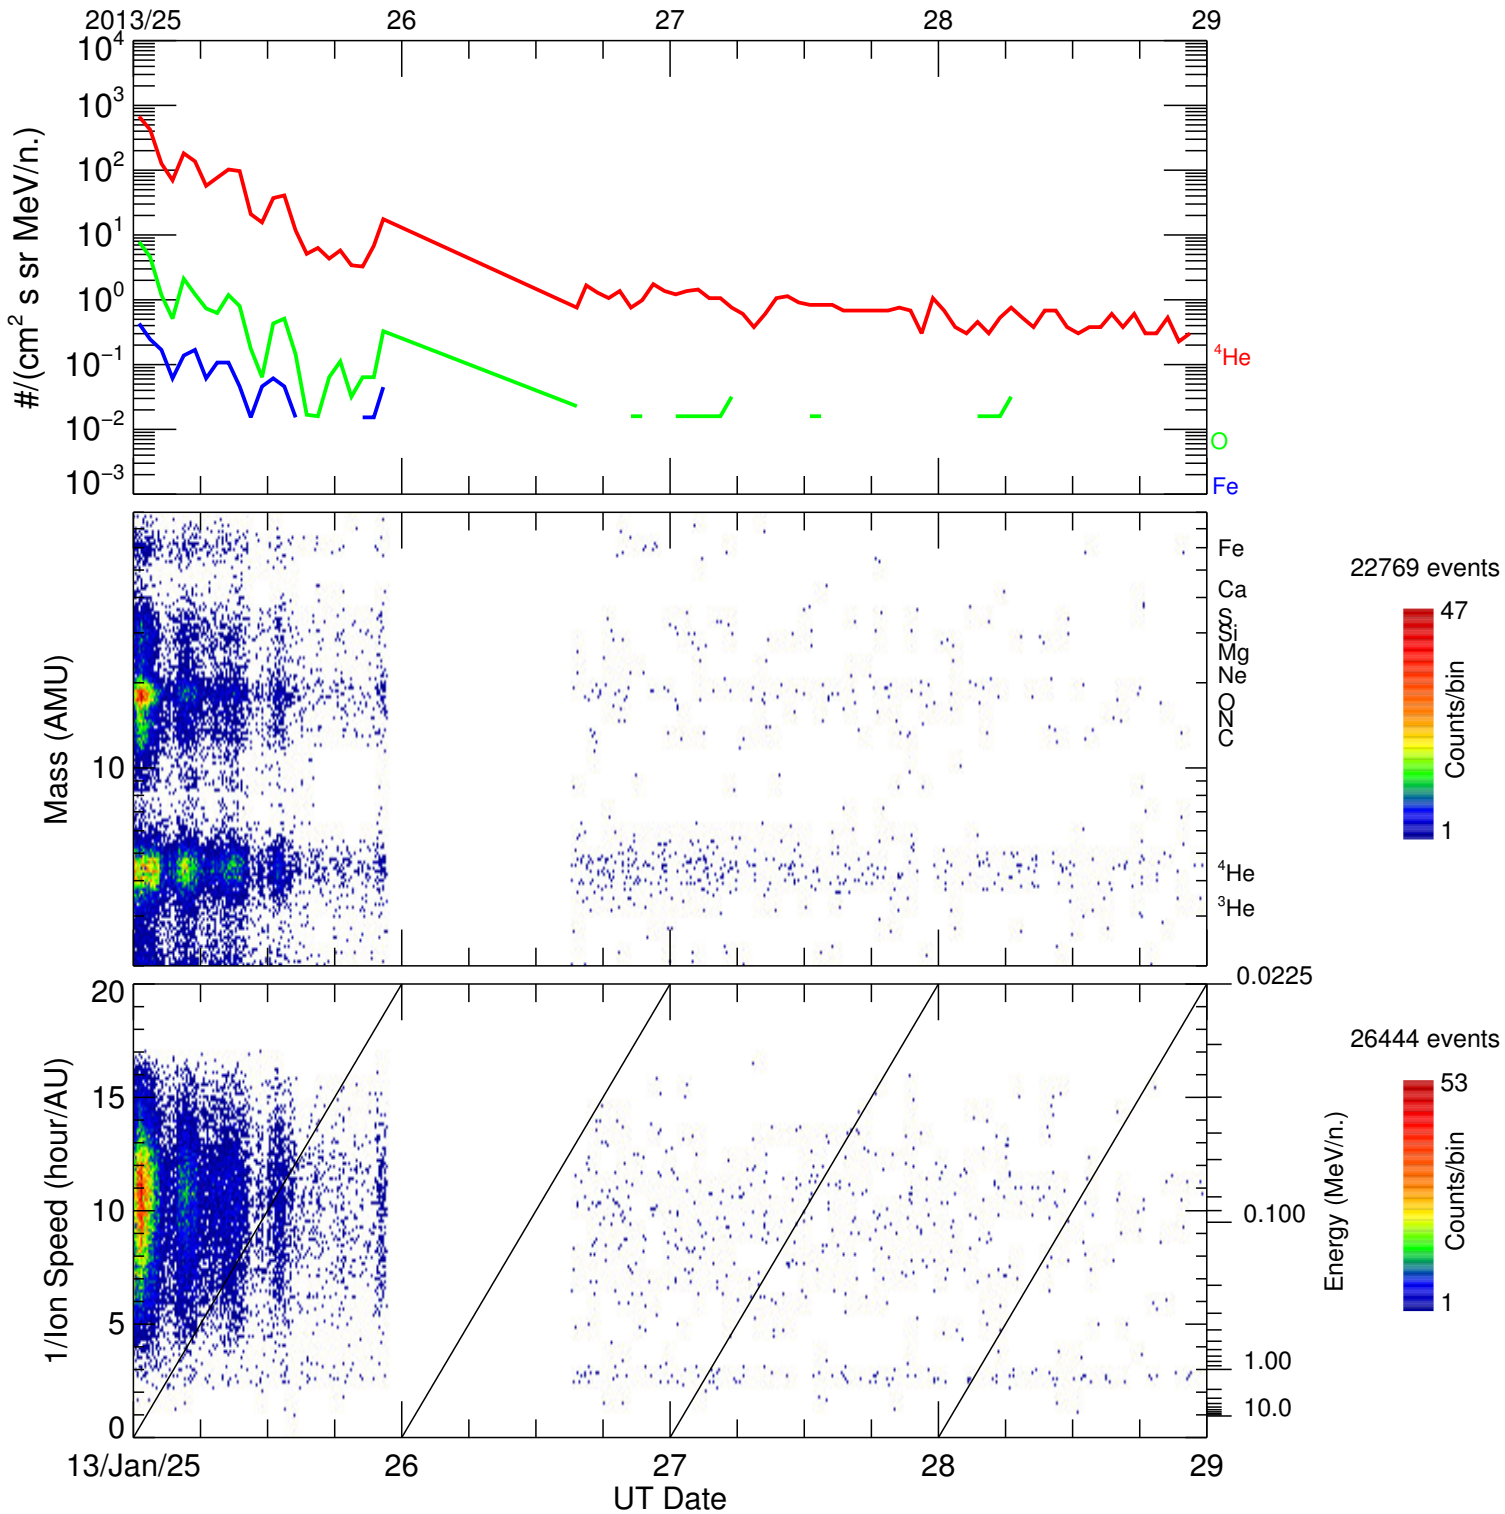 2013/25 26 27 28 29
10^4
10^3
10^2
10^1
10^0
10^-1
10^-2
10^-3
#/(cm^2 s sr MeV/n.)
^4He
O
Fe
Mass (AMU)
10
Fe
Ca
S
Si
Mg
Ne
O
N
C
^4He
^3He
22769 events
47
Counts/bin
1
1/Ion Speed (hour/AU)
20
15
10
5
0
0.0225
0.100
1.00
10.0
Energy (MeV/n.)
26444 events
53
Counts/bin
1
13/Jan/25 26 27 28 29
UT Date